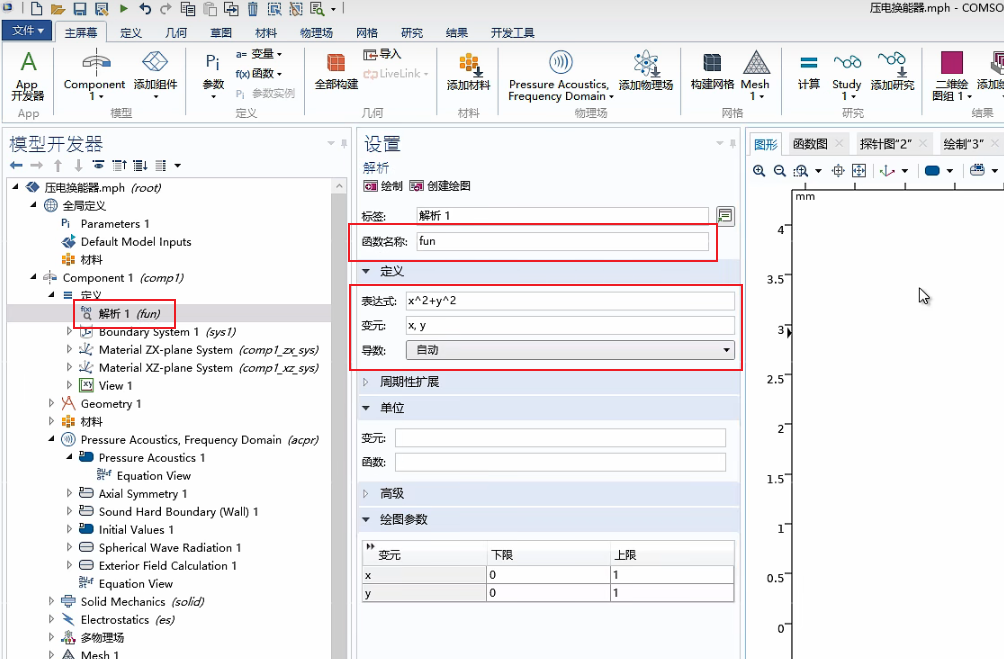 压电换能器.mph - COMSO
文件 主屏幕 定义 几何 草图 材料 物理场 网格 研究 结果 开发工具
App 开发器
App
Component 1
添加组件
模型
Pi 参数
a= 变量
f(x) 函数
Pi 参数实例
定义
全部构建
导入
LiveLink
几何
添加材料
材料
Pressure Acoustics, Frequency Domain
添加物理场
物理场
构建网格
Mesh 1
网格
计算
Study 1
添加研究
研究
二维绘图组 1
结果
模型开发器
压电换能器.mph (root)
全局定义
Pi Parameters 1
Default Model Inputs
材料
Component 1 (comp1)
定义
解析 1 (fun)
Boundary System 1 (sys1)
Material ZX-plane System (comp1_zx_sys)
Material XZ-plane System (comp1_xz_sys)
View 1
Geometry 1
材料
Pressure Acoustics, Frequency Domain (acpr)
Pressure Acoustics 1
Equation View
Axial Symmetry 1
Sound Hard Boundary (Wall) 1
Initial Values 1
Spherical Wave Radiation 1
Exterior Field Calculation 1
Equation View
Solid Mechanics (solid)
Electrostatics (es)
多物理场
Mesh 1
设置
解析
绘制 创建绘图
标签: 解析 1
函数名称: fun
定义
表达式: x^2+y^2
变元: x, y
导数: 自动
周期性扩展
单位
变元:
函数:
高级
绘图参数
变元 下限 上限
x 0 1
y 0 1
图形 函数图 探针图“2” 绘制“3”
mm
4
3.5
3
2.5
2
1.5
1
0.5
0